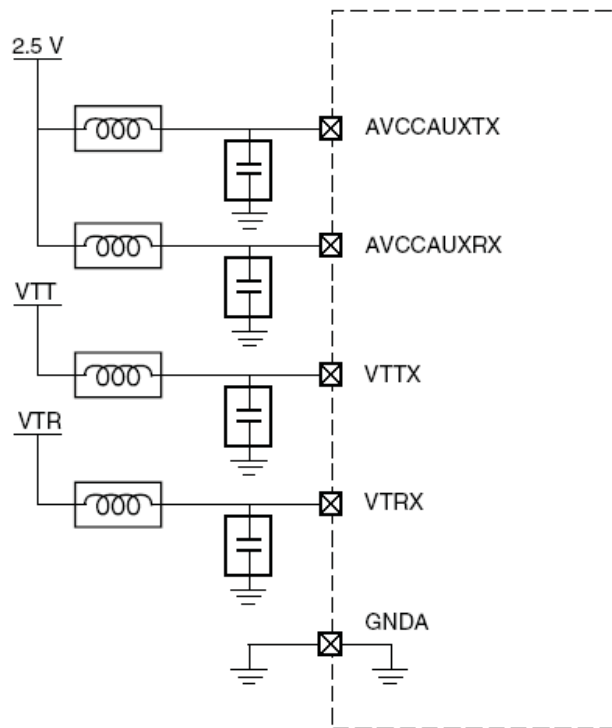 2.5 V
AVCCAUXTX
AVCCAUXRX
VTT
VTTX
VTR
VTRX
GNDA